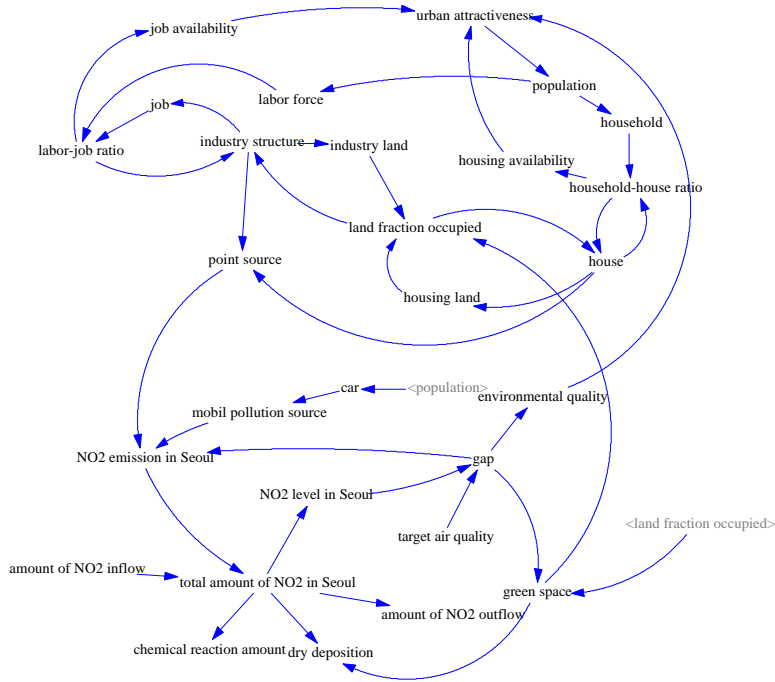 urban attractiveness
job availability
population
labor force
job
household
industry structure
industry land
labor-job ratio
housing availability
household-house ratio
land fraction occupied
point source
house
housing land
car
<population>
environmental quality
mobil pollution source
NO2 emission in Seoul
gap
NO2 level in Seoul
<land fraction occupied>
target air quality
amount of NO2 inflow
total amount of NO2 in Seoul
green space
amount of NO2 outflow
chemical reaction amount
dry deposition